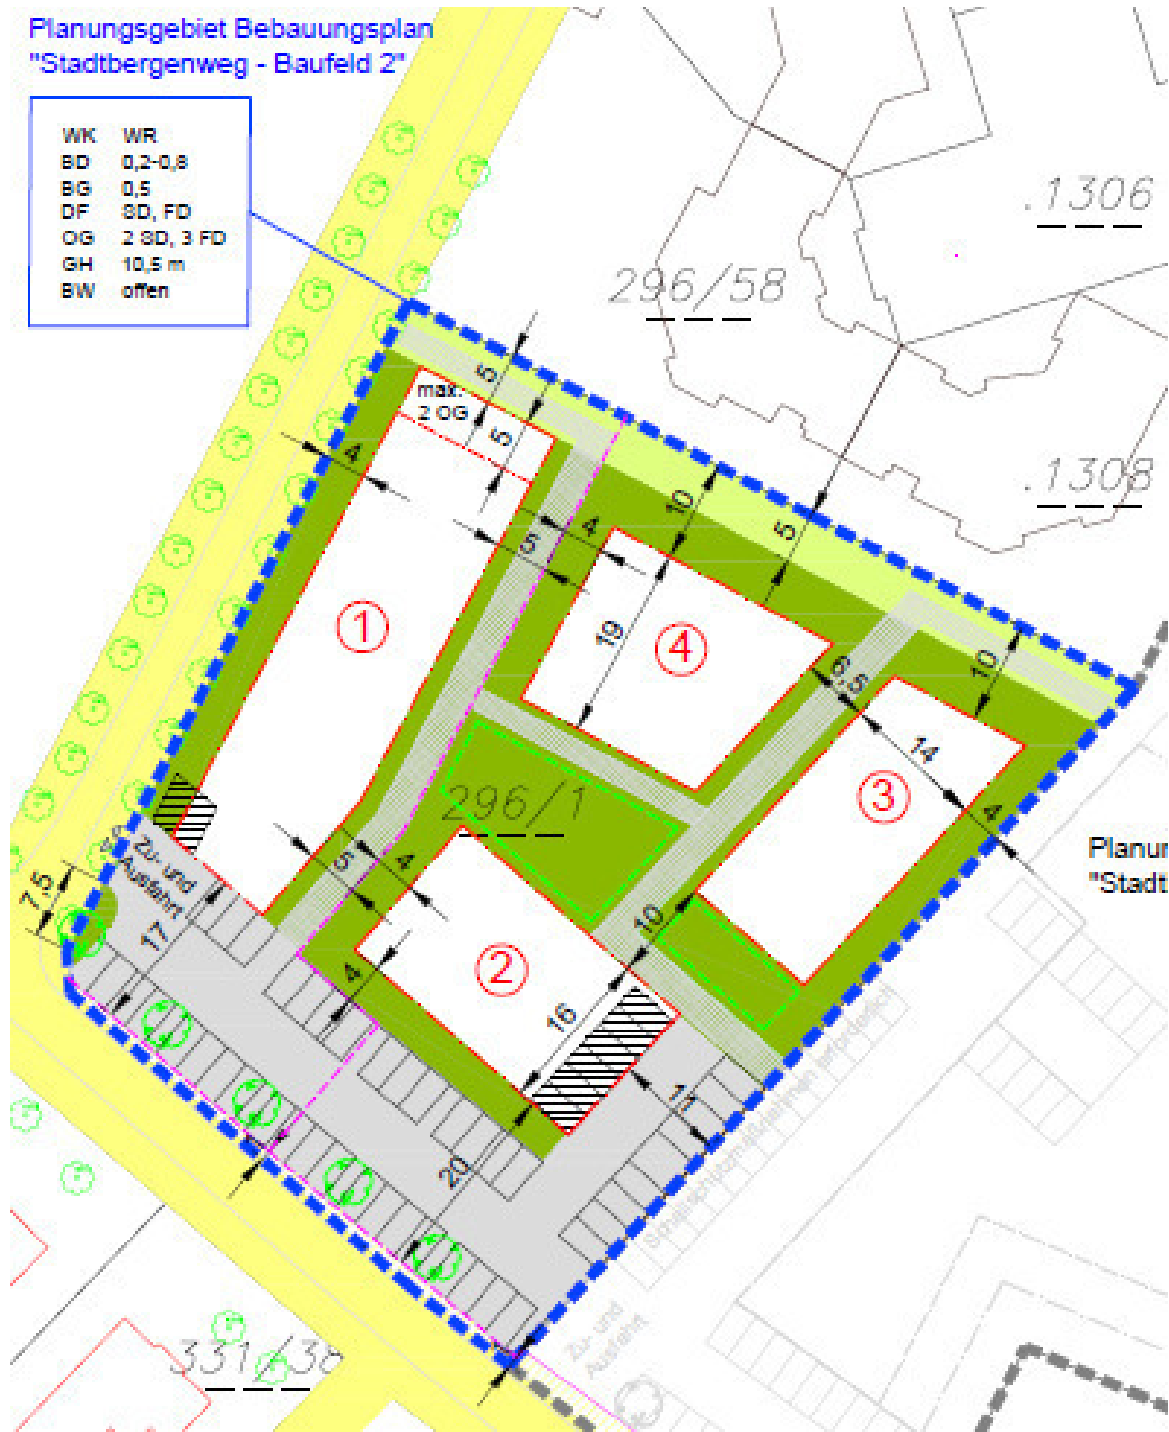 Planungsgebiet Bebauungsplan
"Stadtbergenweg - Baufeld 2"
WK WR
BD 0,2-0,8
BG 0,5
DF SD, FD
OG 2 SD, 3 FD
GH 10,5 m
BW offen
.1306
296/58
.1308
max.
2 OG
5
5
4
10
5
4
5
19
1
4
10
6,5
14
3
4
296/1
Planun
"Stadtb
Zu- und
Ausfahrt
7,5
17
5
4
4
2
10
16
11
20
Schallschutzmaßnahmen erforderlich
Zu- und
Ausfahrt
331/38